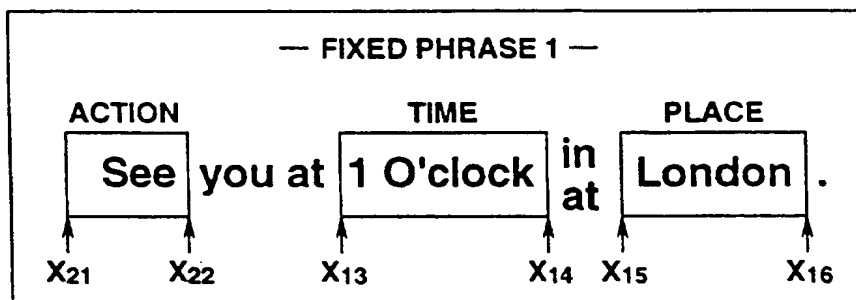 — FIXED PHRASE 1 —
ACTION TIME PLACE
See you at 1 O'clock in London .
at
X21 X22 X13 X14 X15 X16